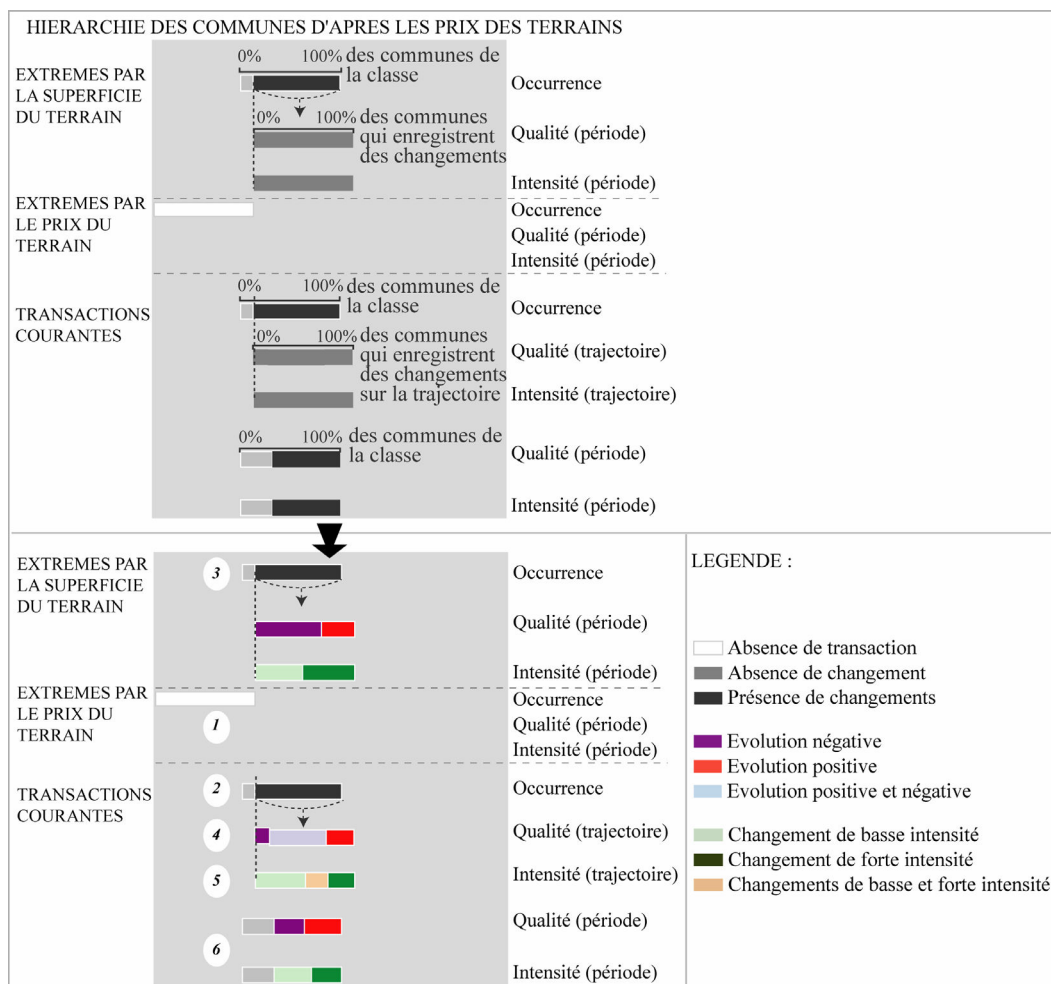 HIERARCHIE DES COMMUNES D'APRES LES PRIX DES TERRAINS
EXTREMES PAR
LA SUPERFICIE
DU TERRAIN
0% 100% des communes de
la classe
Occurrence
0% 100% des communes
qui enregistrent
des changements
Qualité (période)
Intensité (période)
EXTREMES PAR
LE PRIX DU
TERRAIN
Occurrence
Qualité (période)
Intensité (période)
TRANSACTIONS
COURANTES
0% 100% des communes de
la classe
Occurrence
0% 100% des communes
qui enregistrent
des changements
sur la trajectoire
Qualité (trajectoire)
Intensité (trajectoire)
0% 100% des communes de
la classe
Qualité (période)
Intensité (période)
EXTREMES PAR
LA SUPERFICIE
DU TERRAIN
3
Occurrence
Qualité (période)
Intensité (période)
EXTREMES PAR
LE PRIX DU
TERRAIN
1
Occurrence
Qualité (période)
Intensité (période)
TRANSACTIONS
COURANTES
2
Occurrence
4
Qualité (trajectoire)
5
Intensité (trajectoire)
Qualité (période)
6
Intensité (période)
LEGENDE :
Absence de transaction
Absence de changement
Présence de changements
Evolution négative
Evolution positive
Evolution positive et négative
Changement de basse intensité
Changement de forte intensité
Changements de basse et forte intensité